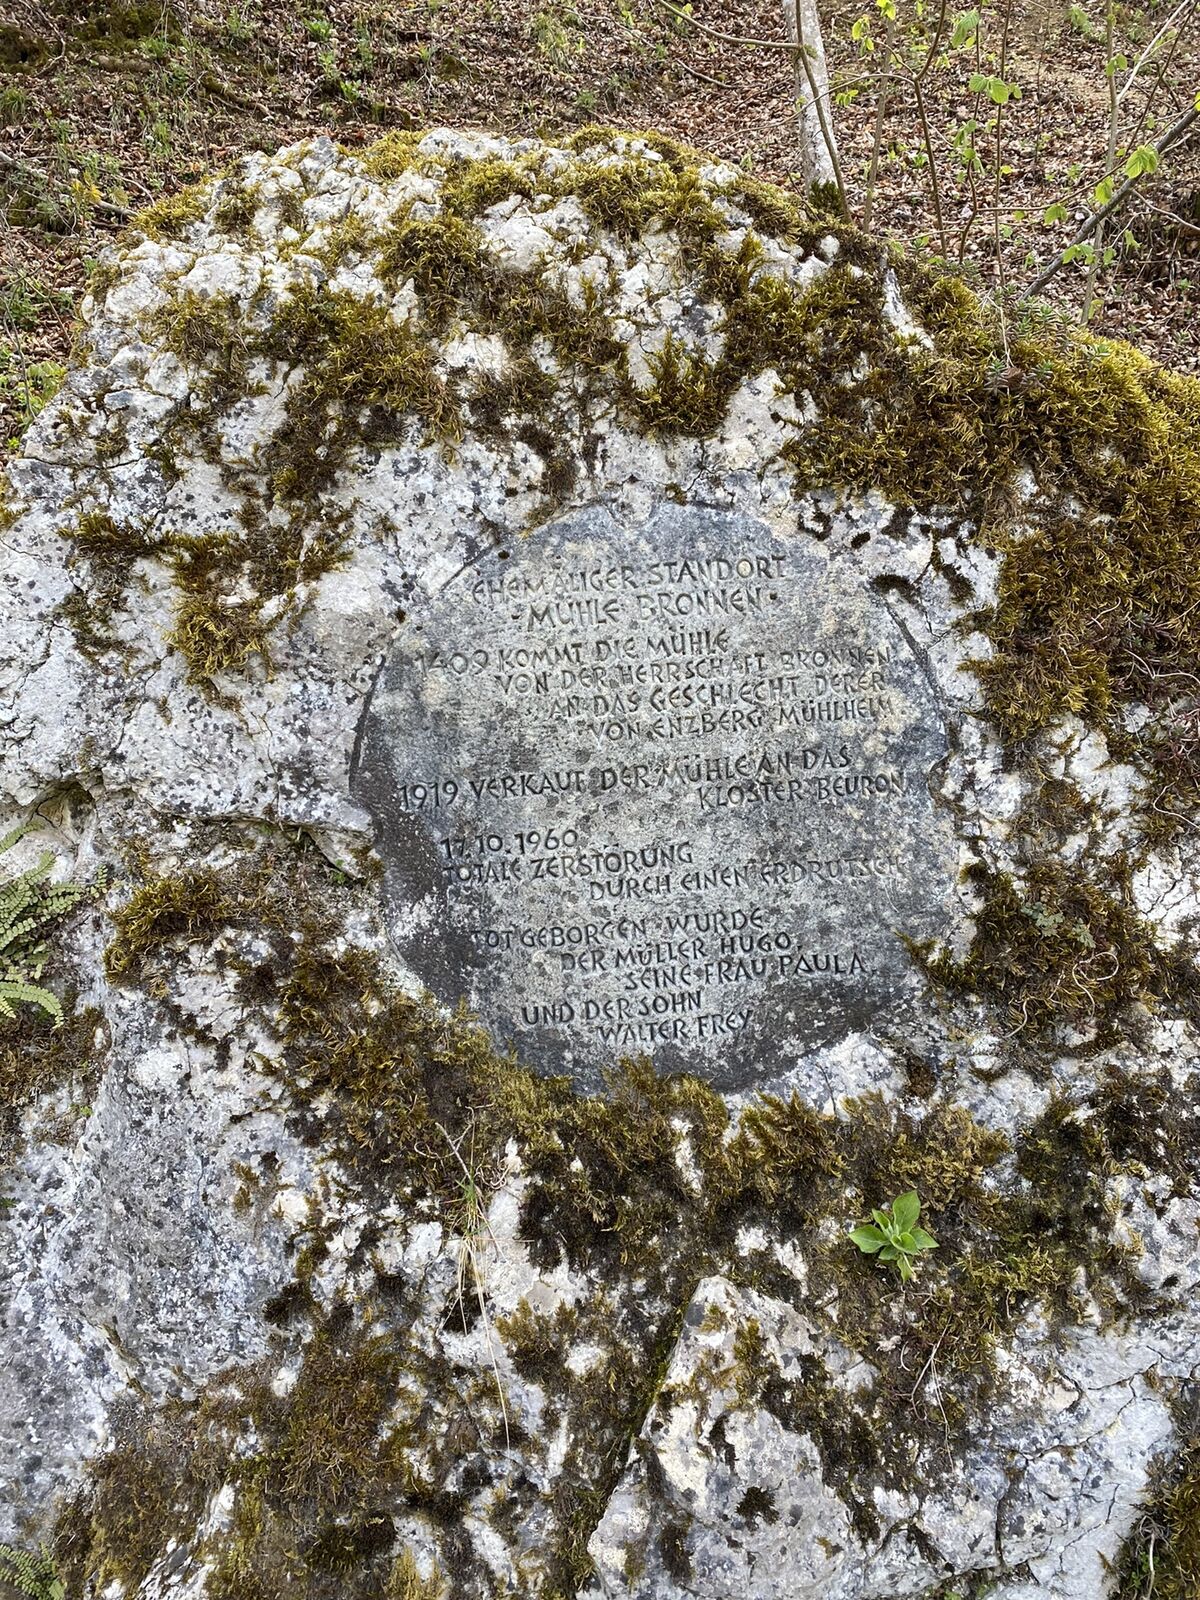 EHEMALIGER STANDORT
-MÜHLE BRONNEN-
1409 KOMMT DIE MÜHLE
VON DER HERRSCHAFT BRONNEN
AN DAS GESCHLECHT DERER
VON ENZBERG MÜHLHEIM
1919 VERKAUF DER MÜHLE AN DAS
KLOSTER BEURON
17.10.1960
TOTALE ZERSTÖRUNG
DURCH EINEN ERDRUTSCH
TOT GEBORGEN WURDE
DER MÜLLER HUGO,
SEINE FRAU PAULA,
UND DER SOHN
WALTER FREY